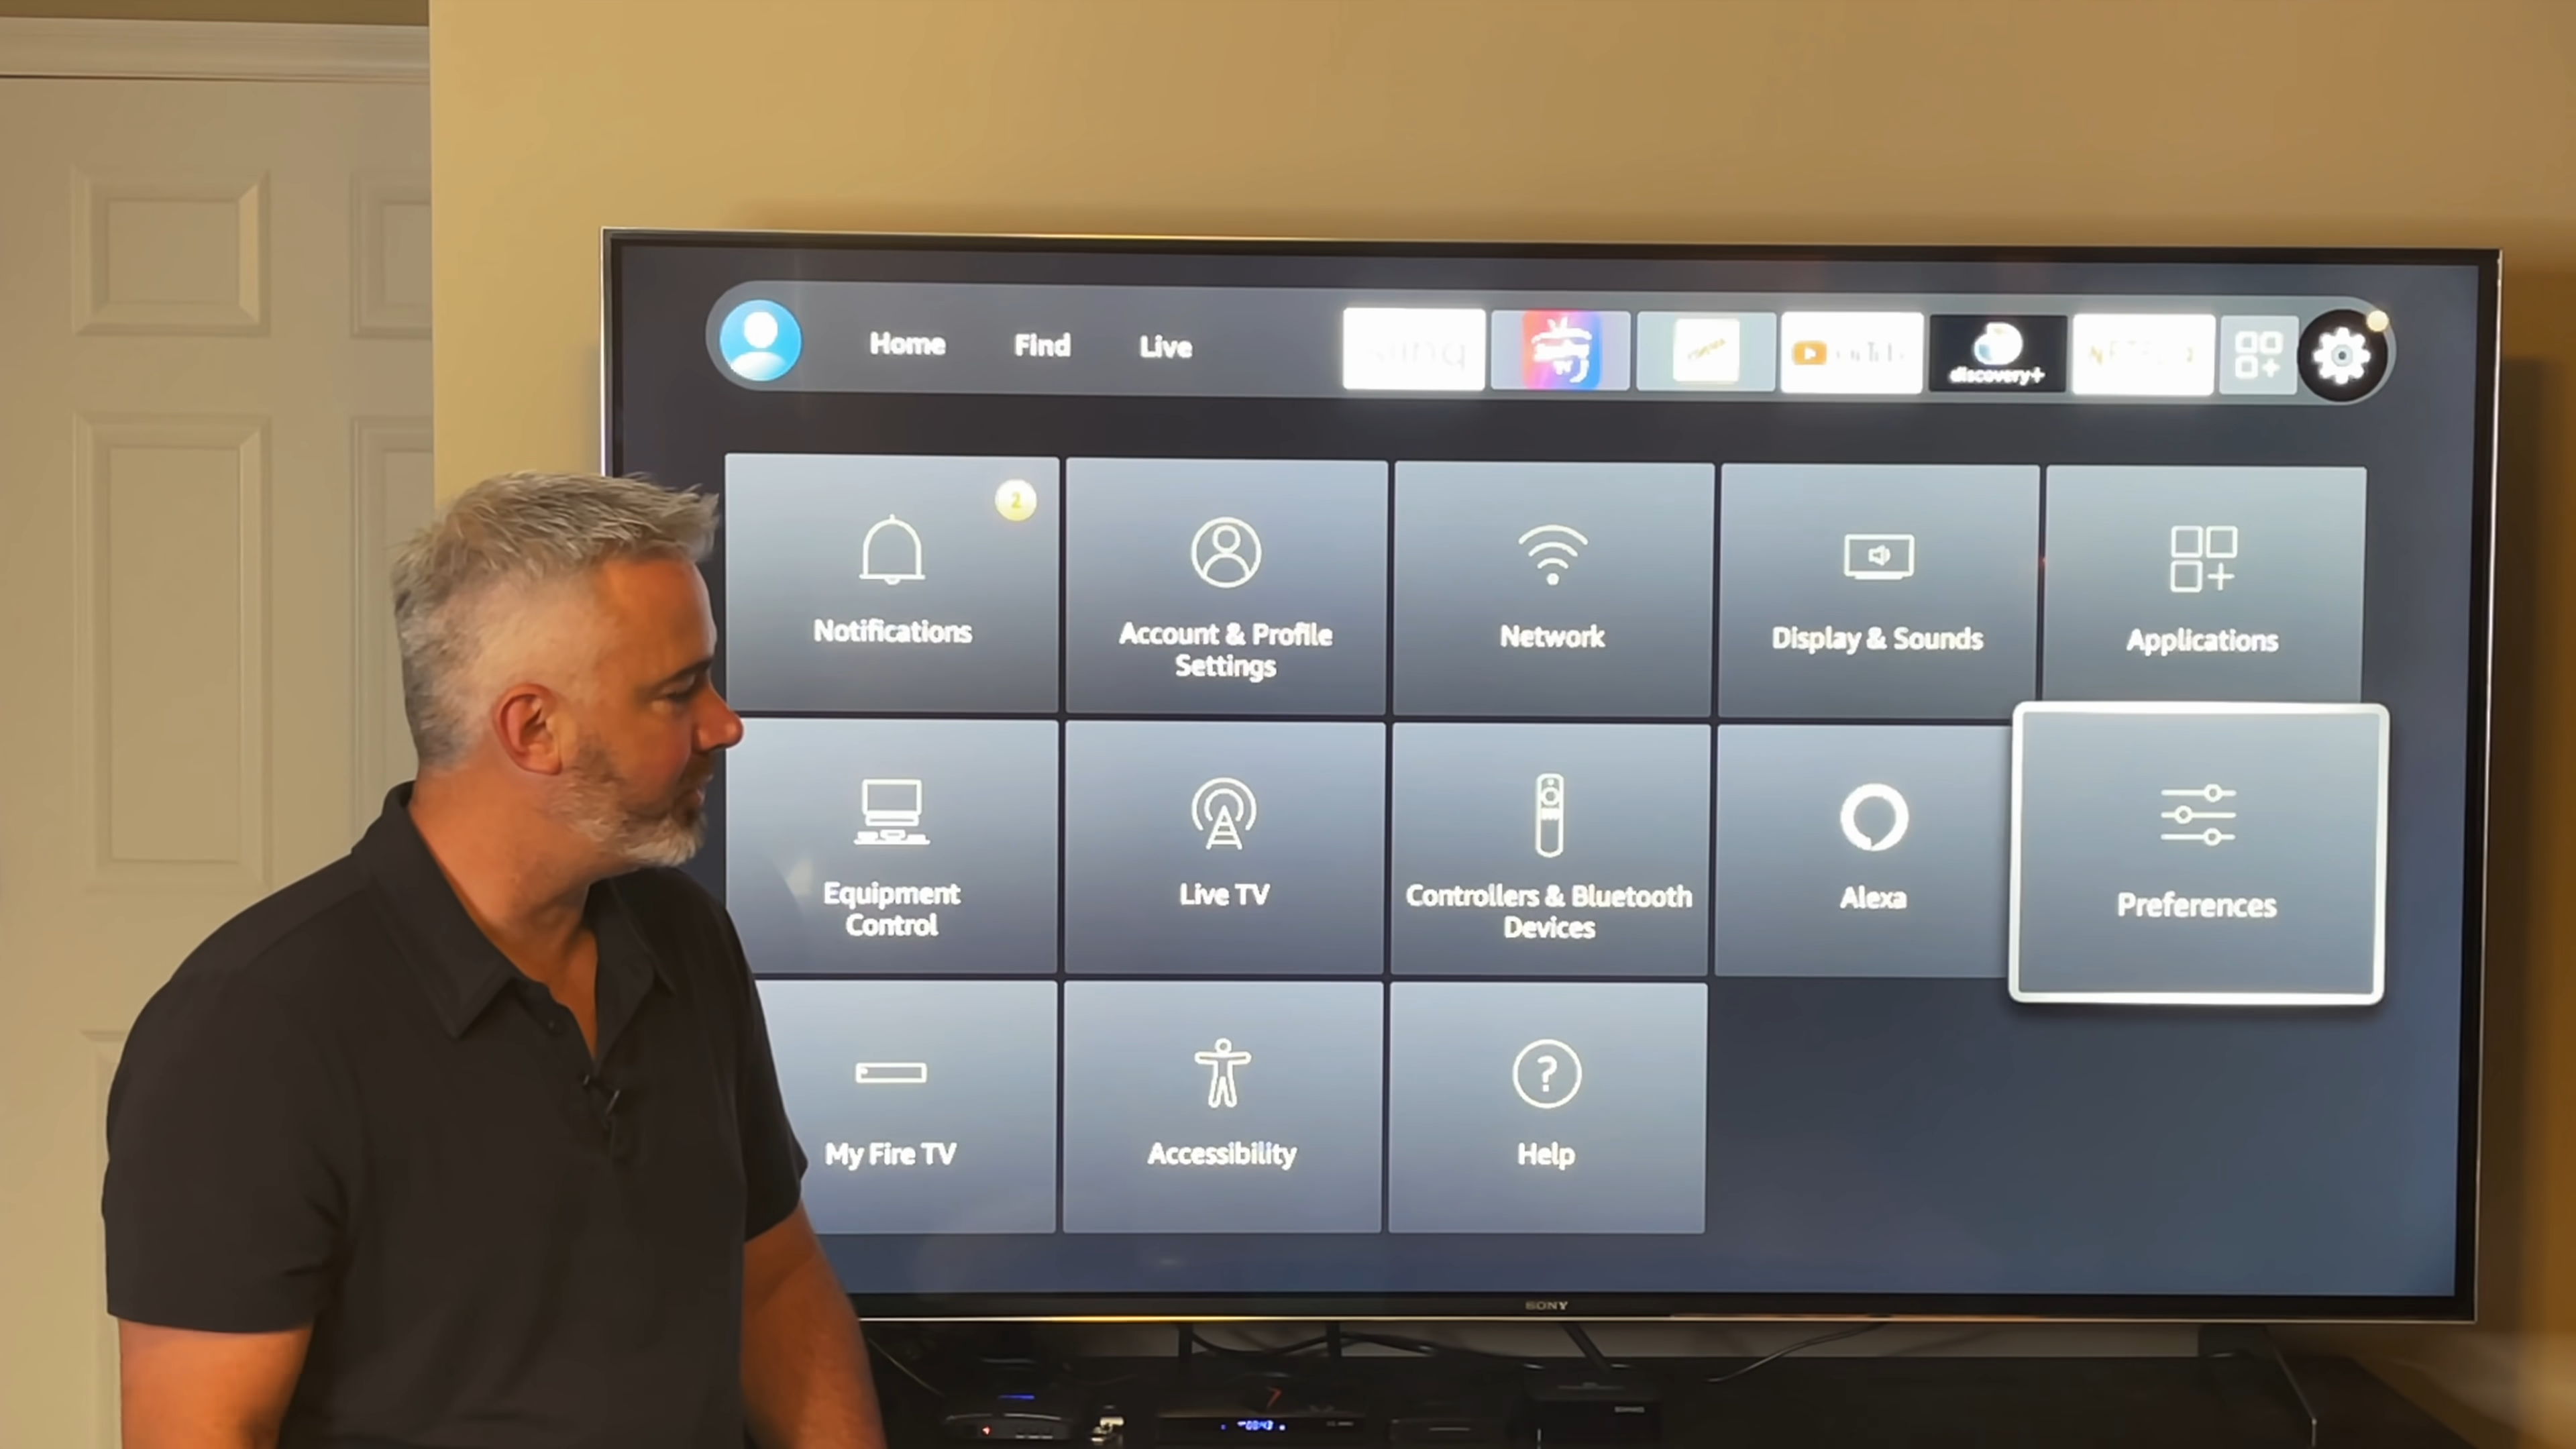 Home Find Live
discovery+
2
Notifications
Account & Profile
Settings
Network
Display & Sounds
Applications
Equipment
Control
Live TV
Controllers & Bluetooth
Devices
Alexa
Preferences
My Fire TV
Accessibility
Help
SONY